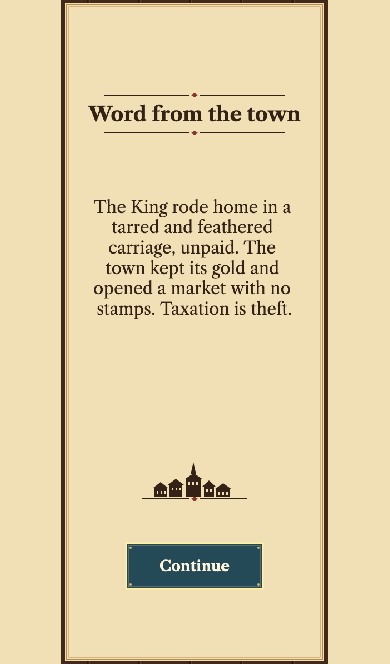 Word from the town
The King rode home in a
tarred and feathered
carriage, unpaid. The
town kept its gold and
opened a market with no
stamps. Taxation is theft.
Continue